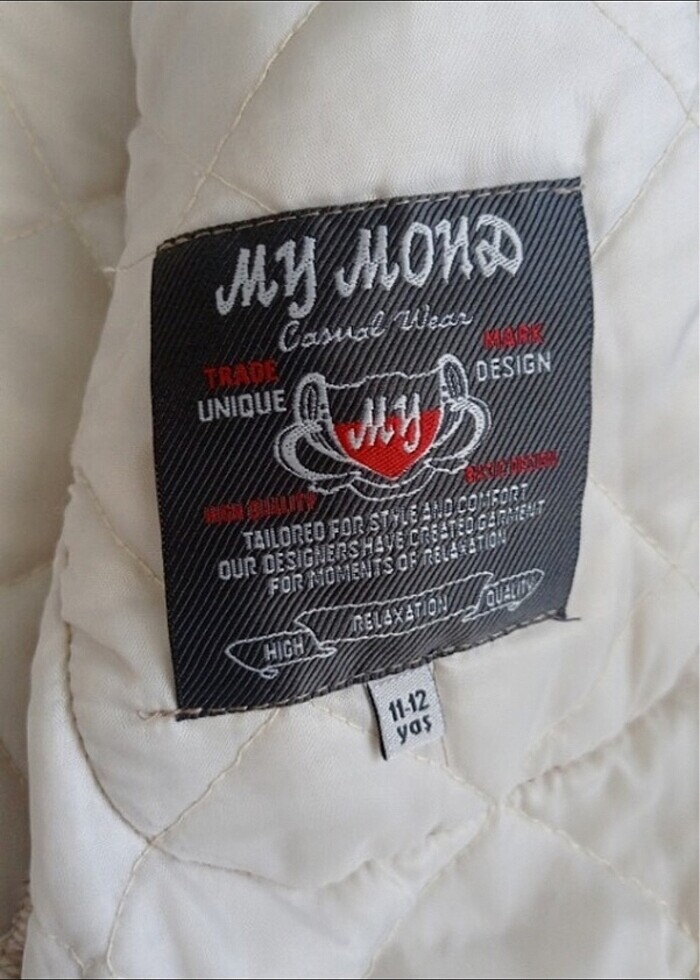 MY MOND
Casual Wear
TRADE MARK
UNIQUE DESIGN
MY
HIGH QUALITY
TAILORED FOR STYLE AND COMFORT
OUR DESIGNERS HAVE CREATED GARMENT
FOR MOMENTS OF RELAXATION
HIGH RELAXATION QUALITY
11-12
yaş